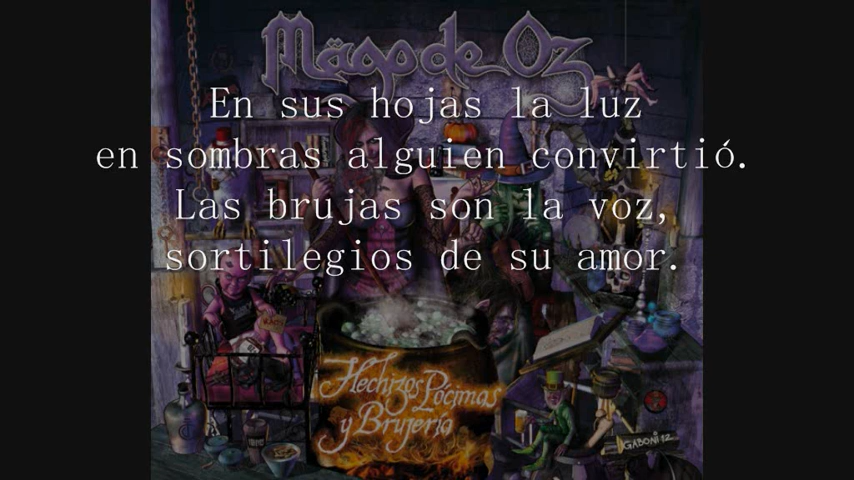 Mägo de Oz
En sus hojas la luz
en sombras alguien convirtió.
Las brujas son la voz,
sortilegios de su amor.
Hechizos Pócimas
y Brujería
GABONI 12